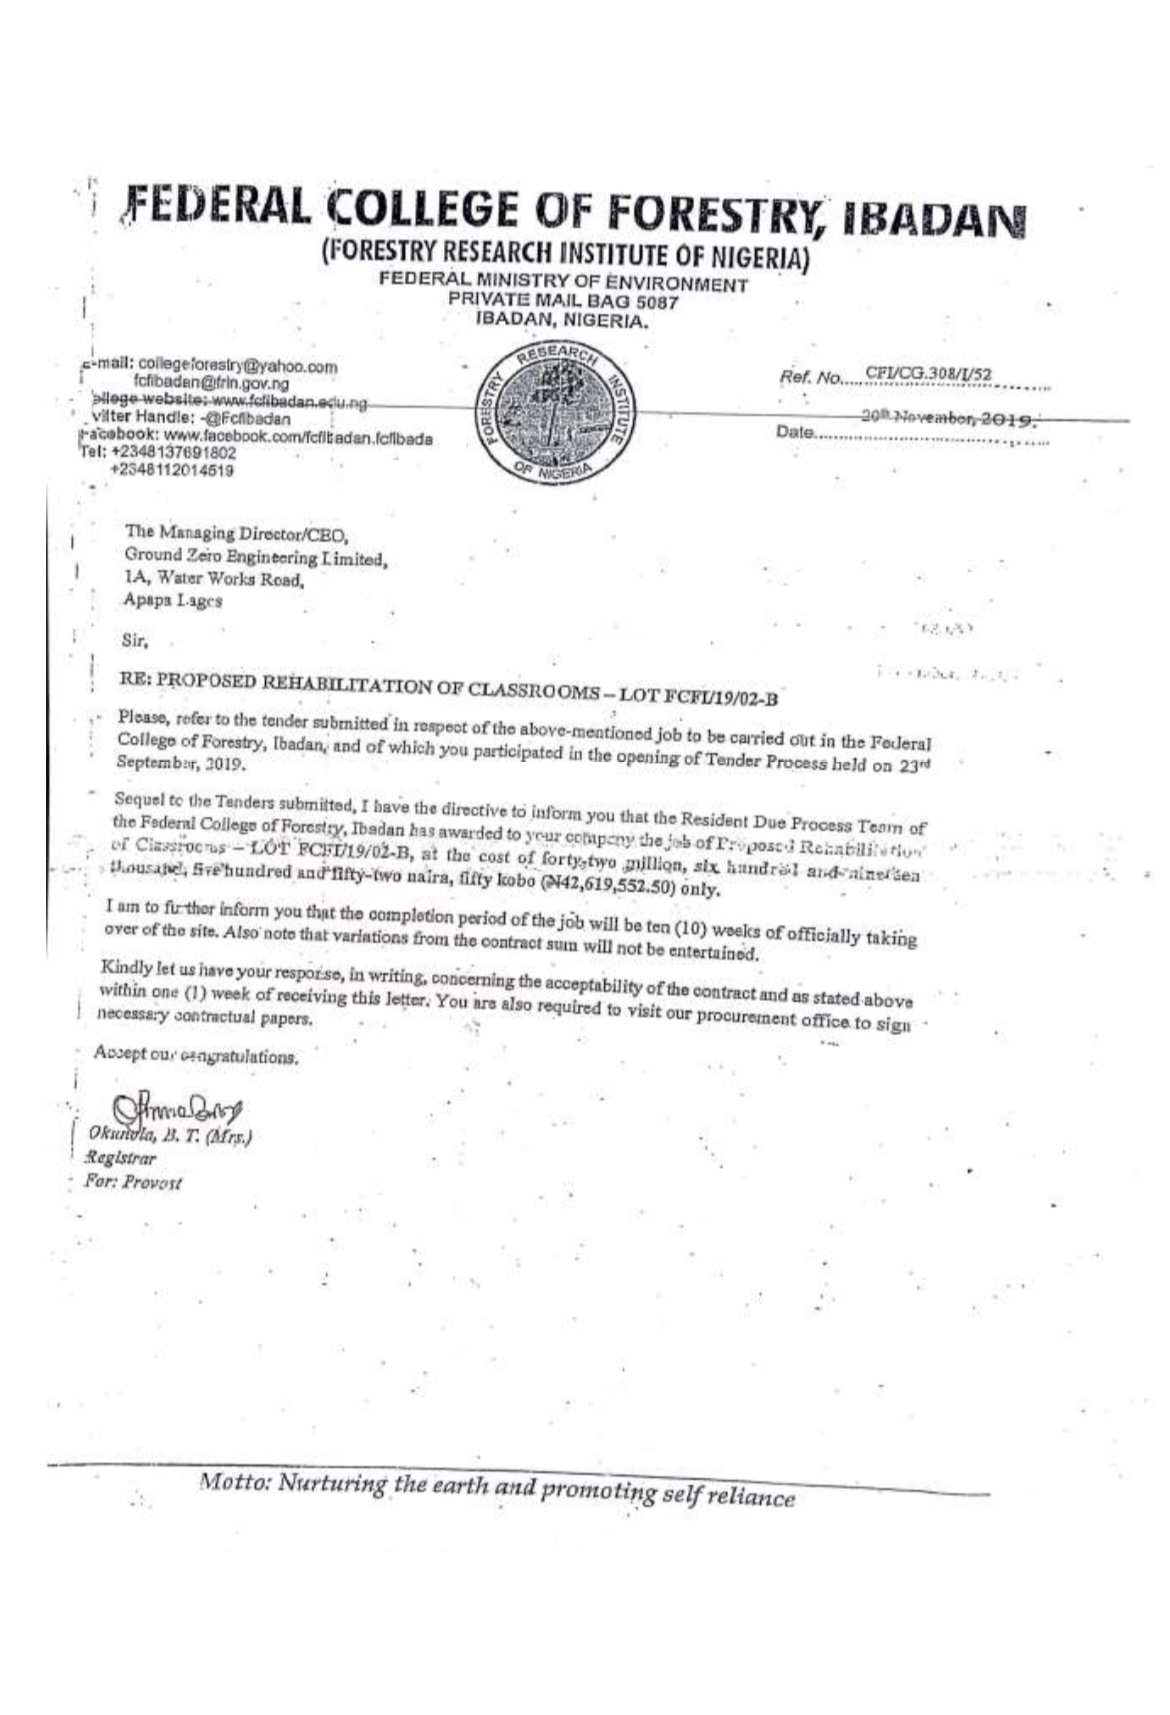 FEDERAL COLLEGE OF FORESTRY, IBADAN
(FORESTRY RESEARCH INSTITUTE OF NIGERIA)
FEDERAL MINISTRY OF ENVIRONMENT
PRIVATE MAIL BAG 5087
IBADAN, NIGERIA.
E-mail: collegeforestry@yahoo.com
fcfibadan@frin.gov.ng
ollege website: www.fcfibadan.edu.ng
witter Handle: -@Fcfibadan
Facebook: www.facebook.com/fcfibadan.fcfibada
Tel: +2348137691802
+2348112014519
FORESTRY RESEARCH INSTITUTE OF NIGERIA
Ref. No. CFI/CG.308/I/52
20th November, 2019.
Date
The Managing Director/CEO,
Ground Zero Engineering Limited,
1A, Water Works Road,
Apapa Lagos
Sir,
RE: PROPOSED REHABILITATION OF CLASSROOMS – LOT FCFI/19/02-B
Please, refer to the tender submitted in respect of the above-mentioned job to be carried out in the Federal
College of Forestry, Ibadan, and of which you participated in the opening of Tender Process held on 23rd
September, 2019.
Sequel to the Tenders submitted, I have the directive to inform you that the Resident Due Process Team of
the Federal College of Forestry, Ibadan has awarded to your company the job of Proposed Rehabilitation
of Classrooms – LOT FCFI/19/02-B, at the cost of forty-two million, six hundred and nineteen
thousand, five hundred and fifty-two naira, fifty kobo (₦42,619,552.50) only.
I am to further inform you that the completion period of the job will be ten (10) weeks of officially taking
over of the site. Also note that variations from the contract sum will not be entertained.
Kindly let us have your response, in writing, concerning the acceptability of the contract and as stated above
within one (1) week of receiving this letter. You are also required to visit our procurement office to sign
necessary contractual papers.
Accept our congratulations.
Okunola, B. T. (Mrs.)
Registrar
For: Provost
Motto: Nurturing the earth and promoting self reliance